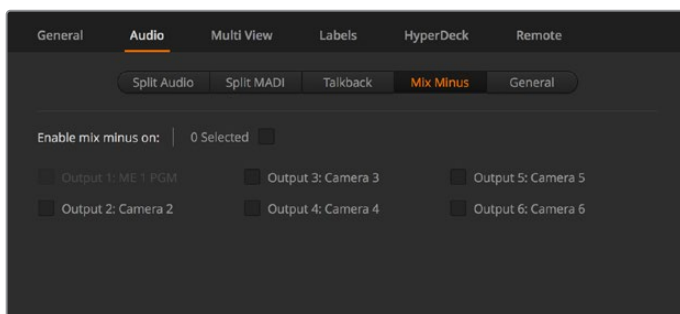 General Audio Multi View Labels HyperDeck Remote
Split Audio Split MADI Talkback Mix Minus General
Enable mix minus on: 0 Selected
Output 1: ME 1 PGM Output 3: Camera 3 Output 5: Camera 5
Output 2: Camera 2 Output 4: Camera 4 Output 6: Camera 6